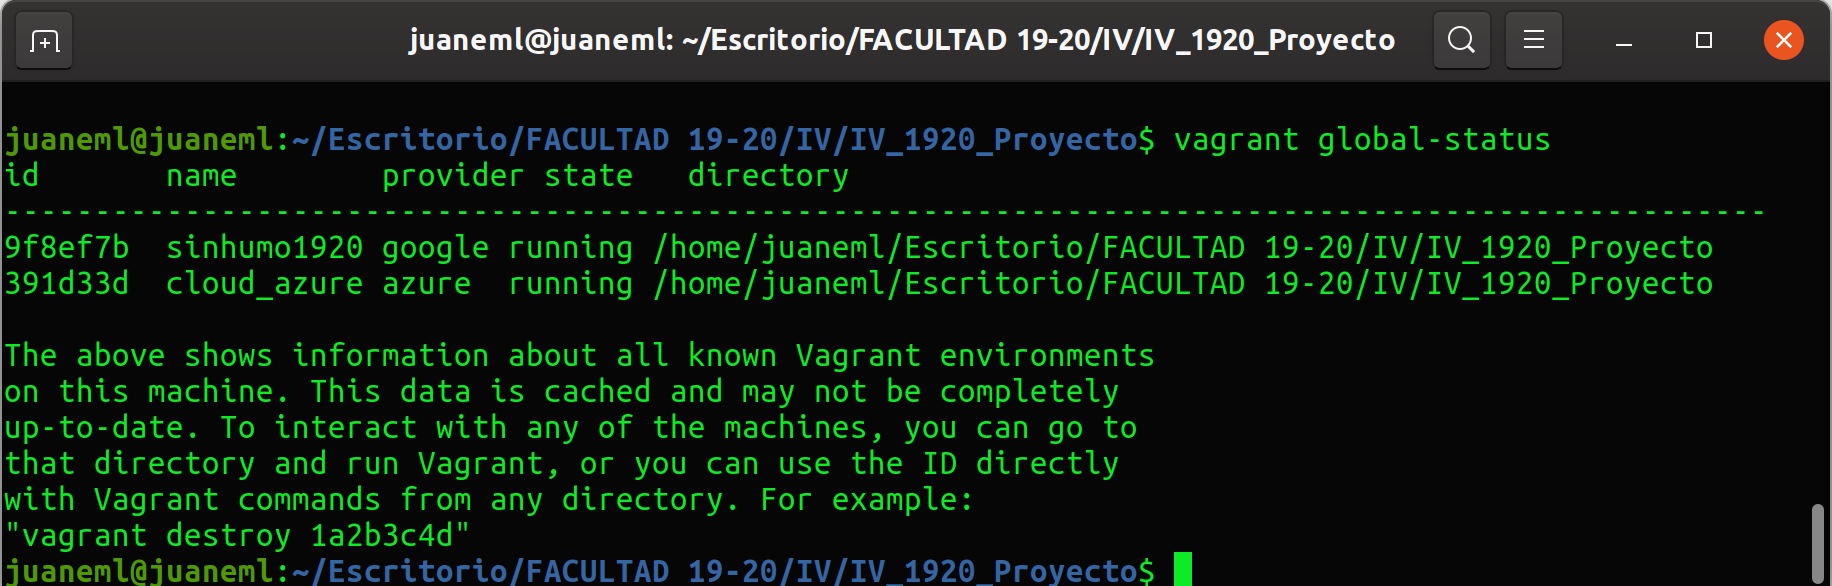 juaneml@juaneml: ~/Escritorio/FACULTAD 19-20/IV/IV_1920_Proyecto
juaneml@juaneml:~/Escritorio/FACULTAD 19-20/IV/IV_1920_Proyecto$ vagrant global-status
id       name        provider state   directory
--------------------------------------------------------------------------------------------------
9f8ef7b  sinhumo1920 google running /home/juaneml/Escritorio/FACULTAD 19-20/IV/IV_1920_Proyecto
391d33d  cloud_azure azure  running /home/juaneml/Escritorio/FACULTAD 19-20/IV/IV_1920_Proyecto
The above shows information about all known Vagrant environments
on this machine. This data is cached and may not be completely
up-to-date. To interact with any of the machines, you can go to
that directory and run Vagrant, or you can use the ID directly
with Vagrant commands from any directory. For example:
"vagrant destroy 1a2b3c4d"
juaneml@juaneml:~/Escritorio/FACULTAD 19-20/IV/IV_1920_Proyecto$